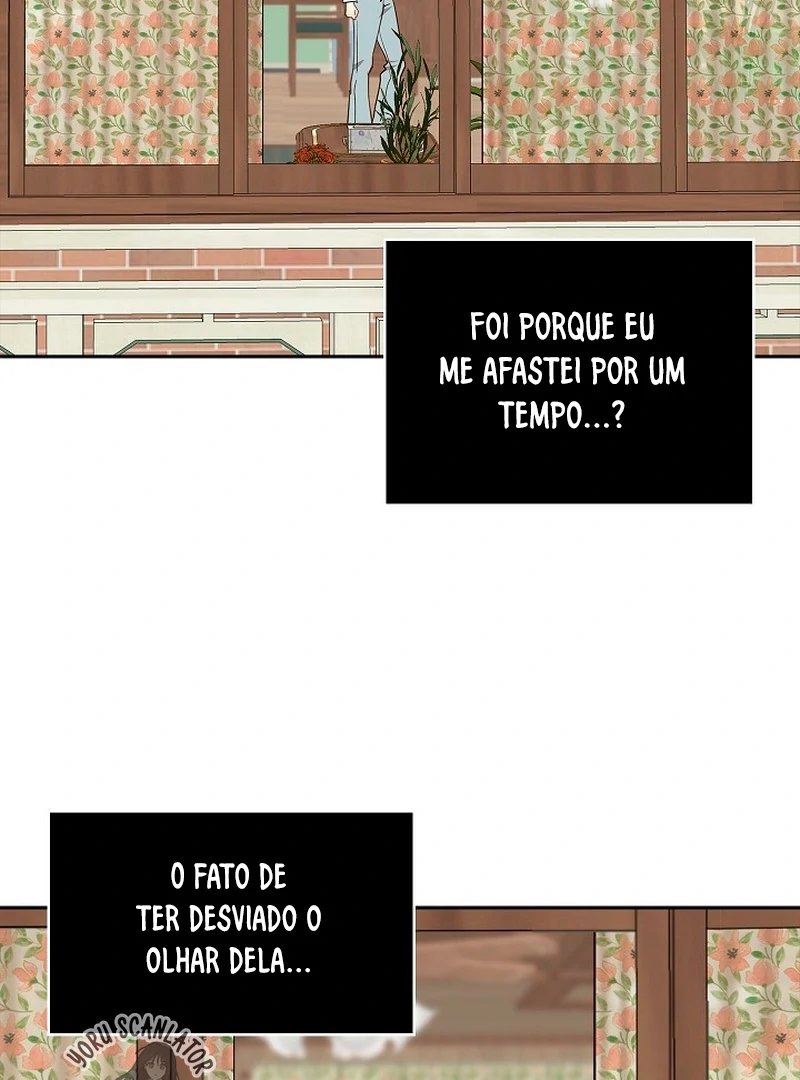 FOI PORQUE EU
ME AFASTEI POR UM
TEMPO...?
O FATO DE
TER DESVIADO O
OLHAR DELA...
YORU SCANLATOR